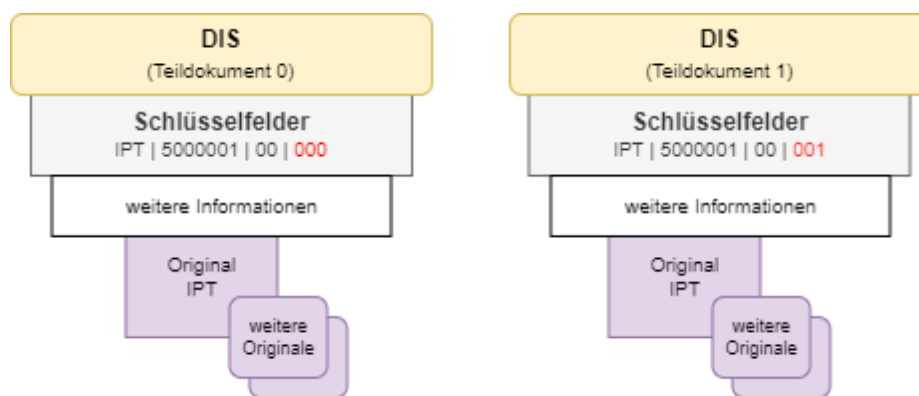 DIS
(Teildokument 0)
Schlüsselfelder
IPT | 5000001 | 00 | 000
weitere Informationen
Original
IPT
weitere
Originale
DIS
(Teildokument 1)
Schlüsselfelder
IPT | 5000001 | 00 | 001
weitere Informationen
Original
IPT
weitere
Originale